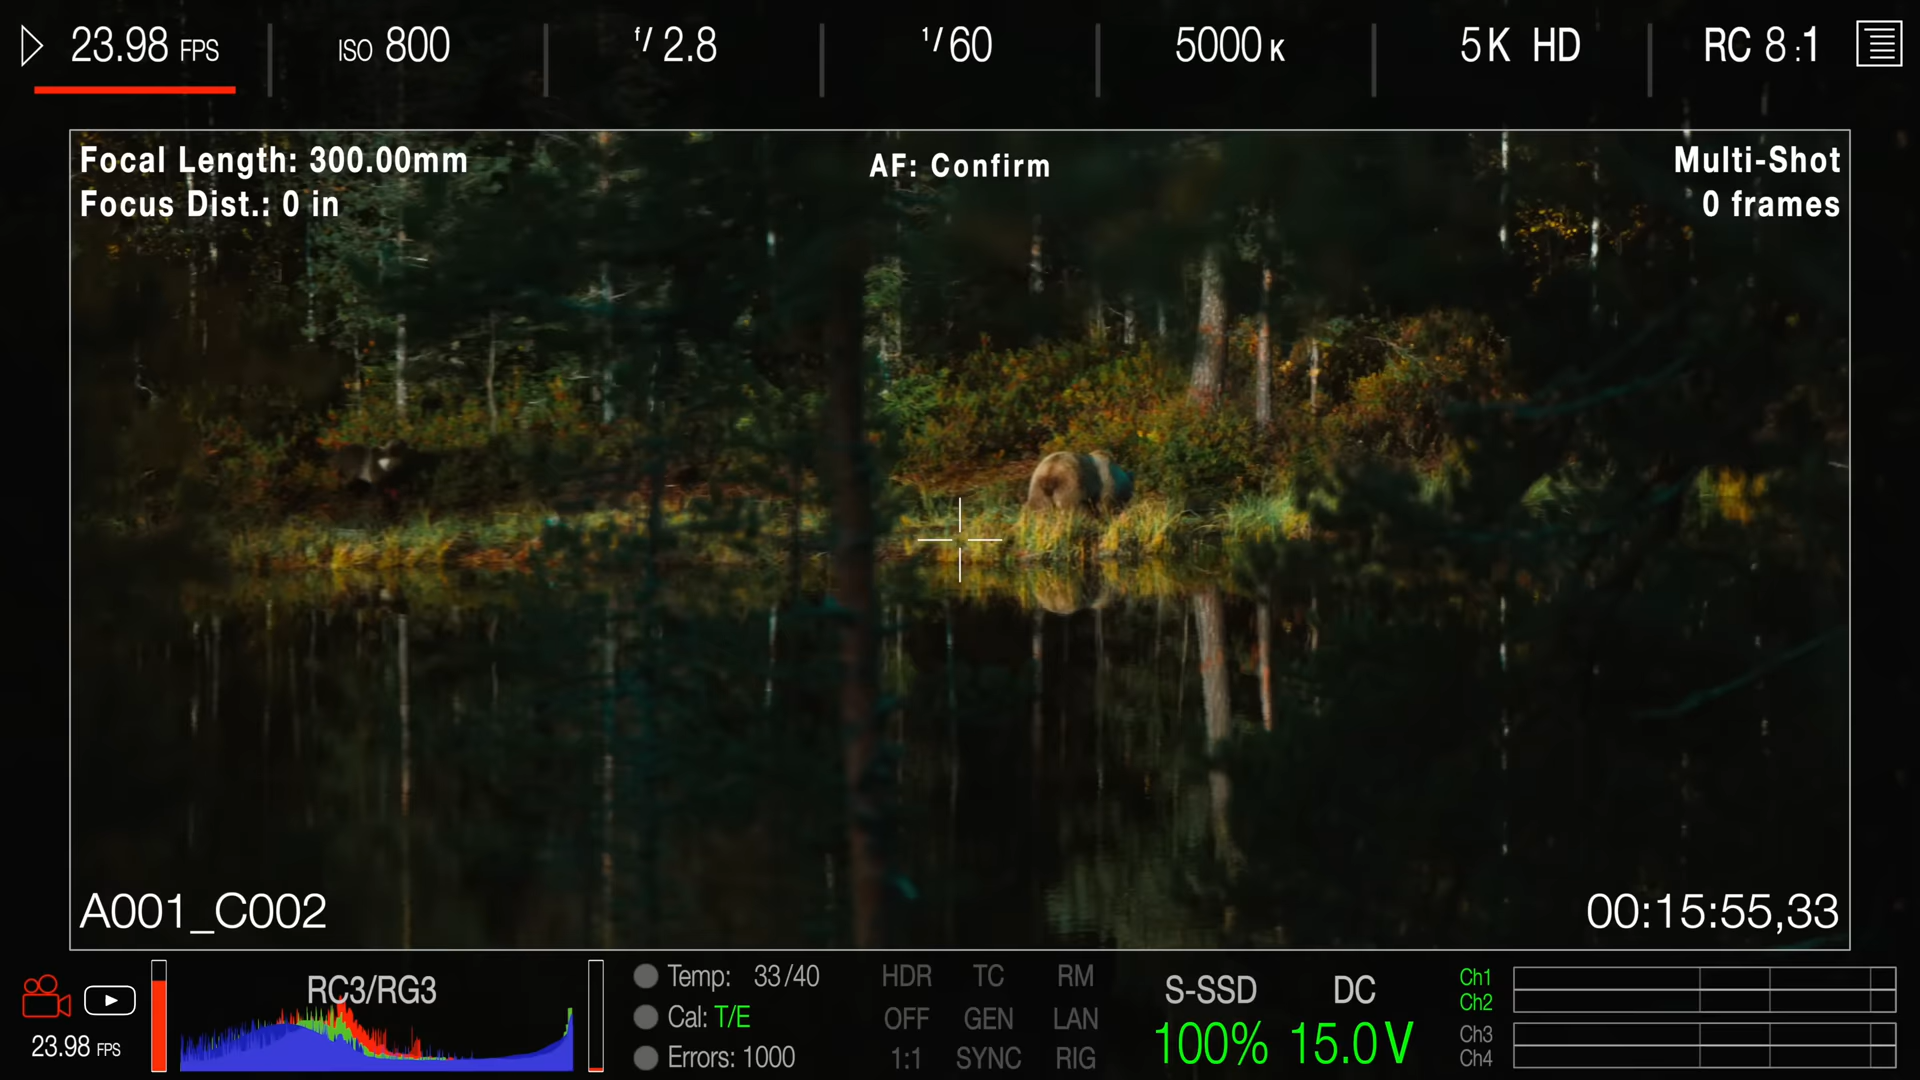 23.98 FPS
ISO 800
f/ 2.8
1/60
5000 K
5K HD
RC 8:1
Focal Length: 300.00mm
Focus Dist.: 0 in
AF: Confirm
Multi-Shot
0 frames
A001_C002
00:15:55,33
23.98 FPS
RC3/RG3
Temp: 33/40
Cal: T/E
Errors: 1000
HDR TC RM
OFF GEN LAN
1:1 SYNC RIG
S-SSD
100%
DC
15.0 V
Ch1
Ch2
Ch3
Ch4